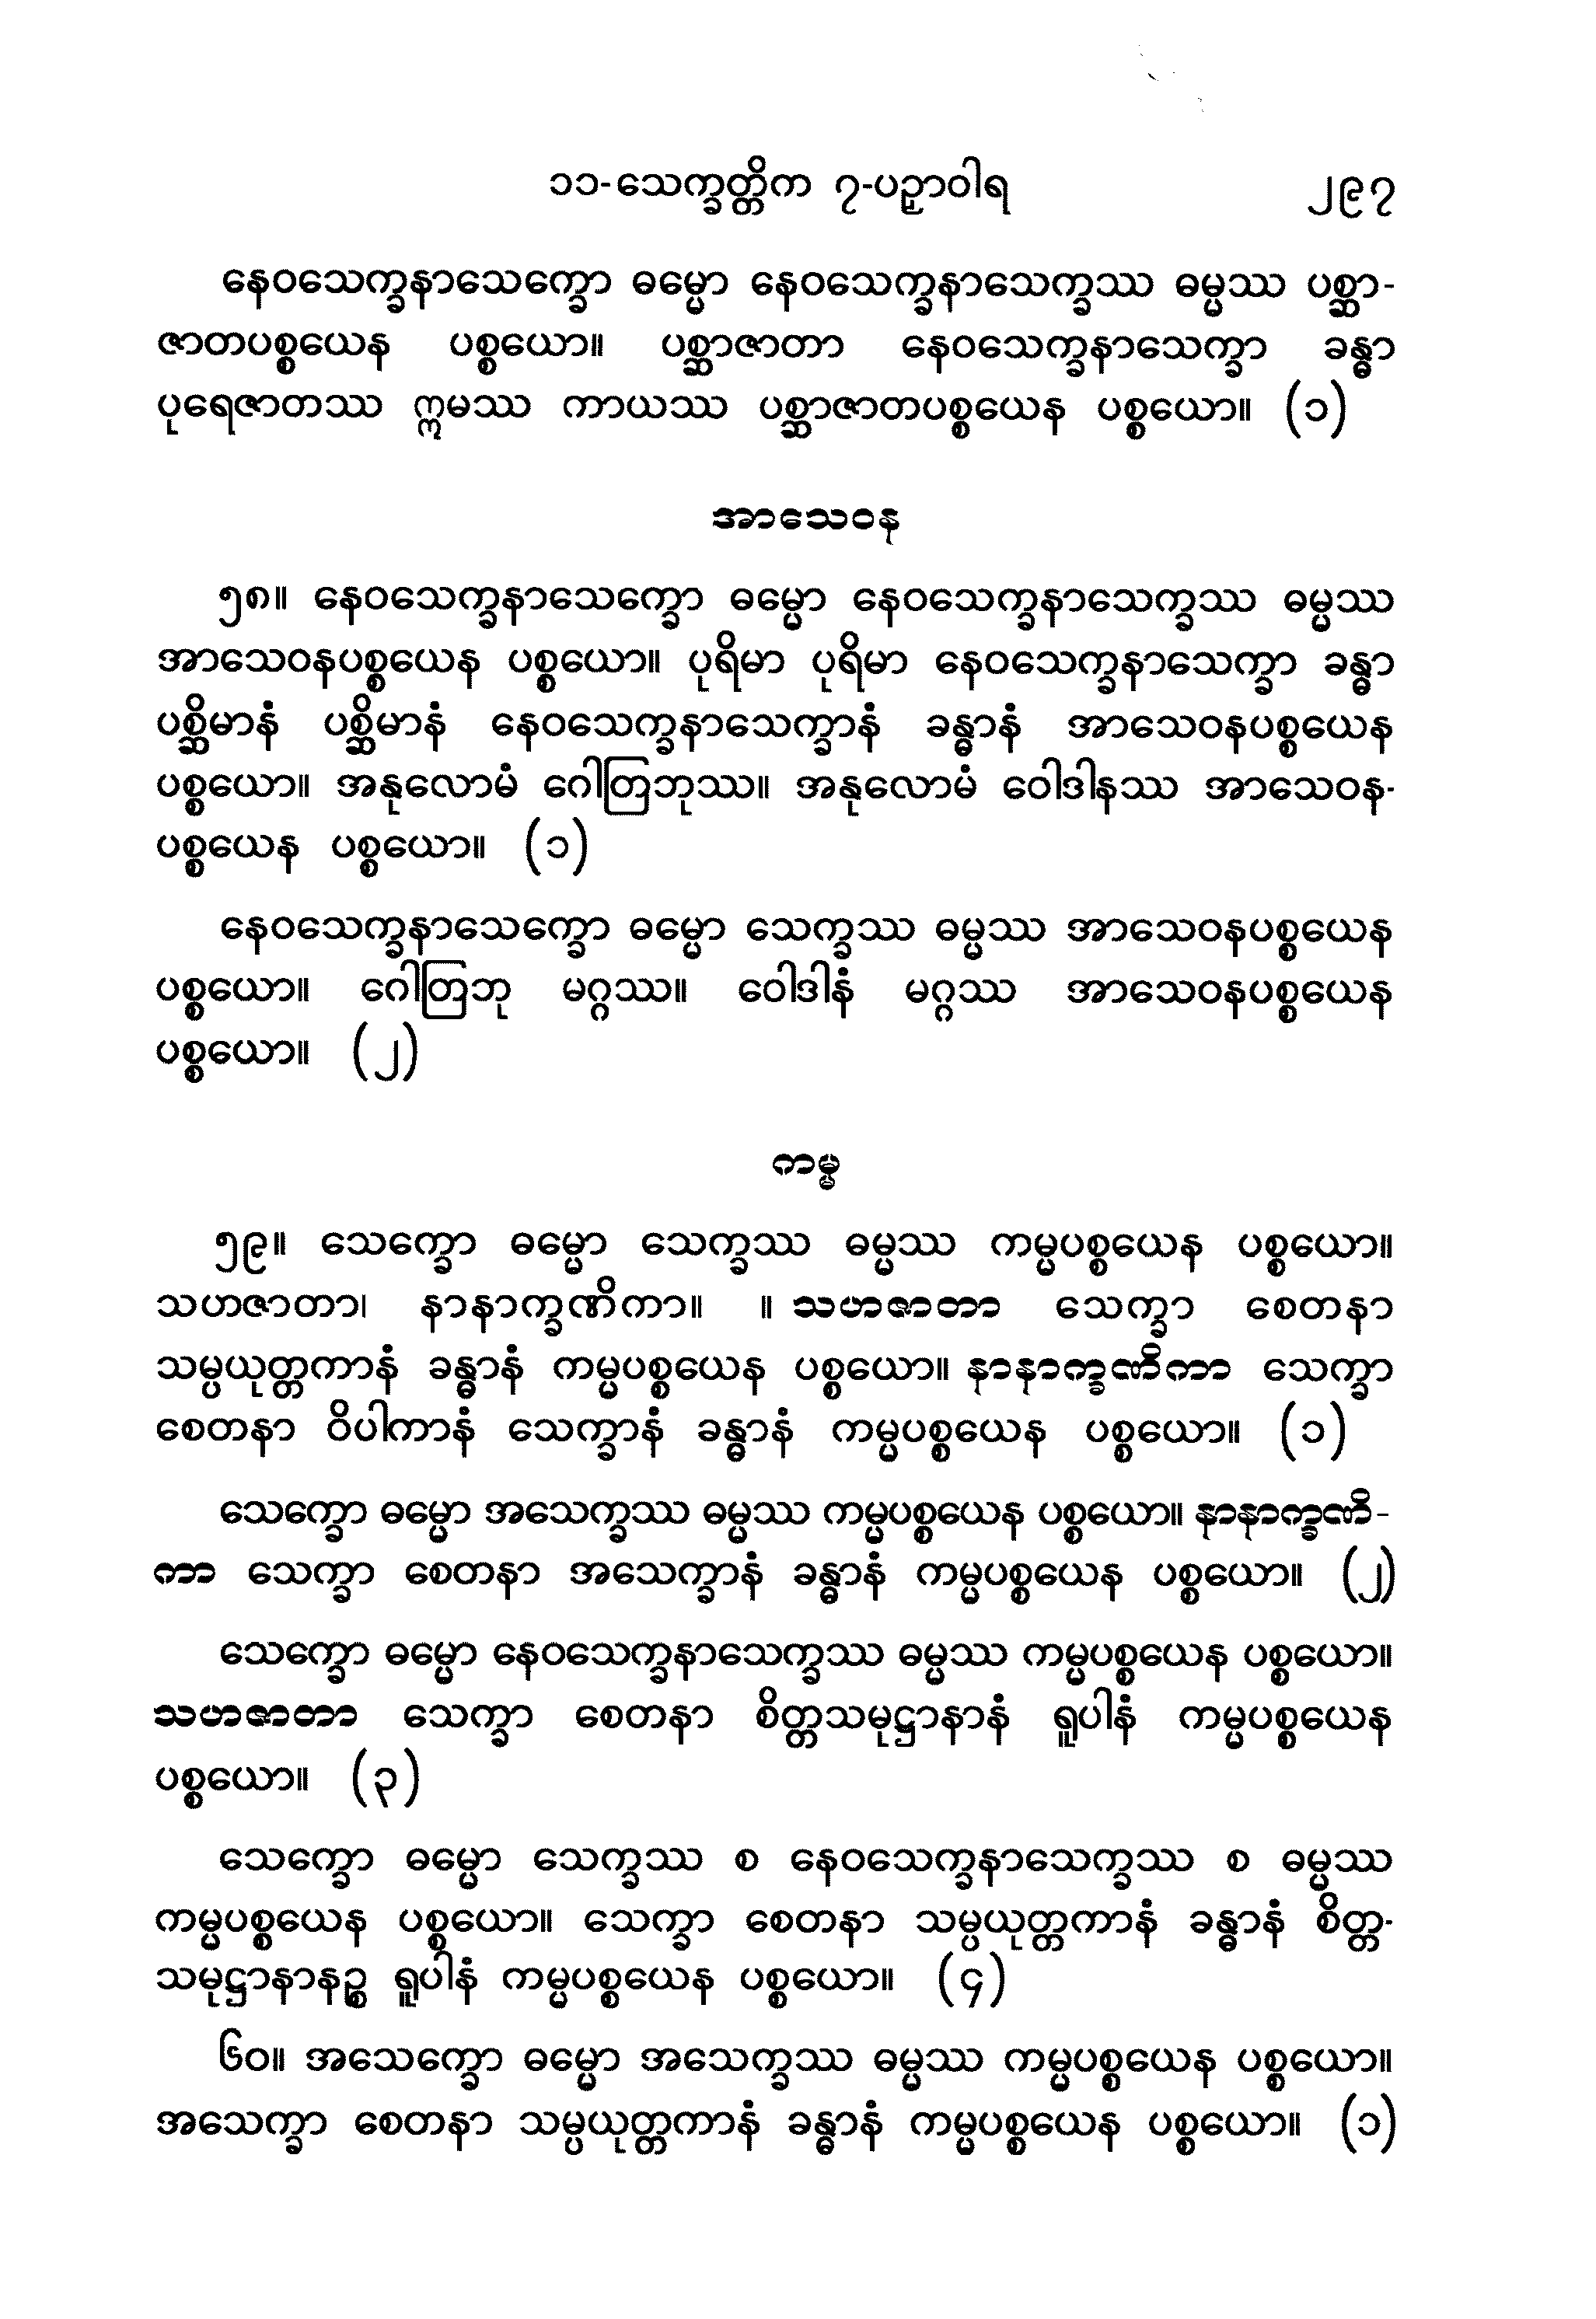 ၁၁-သေက္ခတ္တိက ၇-ပဉှာဝါရ ၂၉၇
နေဝသေက္ခနာသေက္ခော ဓမ္မော နေဝသေက္ခနာသေက္ခဿ ဓမ္မဿ ပစ္ဆာ-
ဇာတပစ္စယေန ပစ္စယော။ ပစ္ဆာဇာတာ နေဝသေက္ခနာသေက္ခာ ခန္ဓာ
ပုရေဇာတဿ ဣမဿ ကာယဿ ပစ္ဆာဇာတပစ္စယေန ပစ္စယော။ (၁)
အာသေဝန
၅၈။ နေဝသေက္ခနာသေက္ခော ဓမ္မော နေဝသေက္ခနာသေက္ခဿ ဓမ္မဿ
အာသေဝနပစ္စယေန ပစ္စယော။ ပုရိမာ ပုရိမာ နေဝသေက္ခနာသေက္ခာ ခန္ဓာ
ပစ္ဆိမာနံ ပစ္ဆိမာနံ နေဝသေက္ခနာသေက္ခာနံ ခန္ဓာနံ အာသေဝနပစ္စယေန
ပစ္စယော။ အနုလောမံ ဂေါတြဘုဿ။ အနုလောမံ ဝေါဒါနဿ အာသေဝန-
ပစ္စယေန ပစ္စယော။ (၁)
နေဝသေက္ခနာသေက္ခော ဓမ္မော သေက္ခဿ ဓမ္မဿ အာသေဝနပစ္စယေန
ပစ္စယော။ ဂေါတြဘု မဂ္ဂဿ။ ဝေါဒါနံ မဂ္ဂဿ အာသေဝနပစ္စယေန
ပစ္စယော။ (၂)
ကမ္မ
၅၉။ သေက္ခော ဓမ္မော သေက္ခဿ ဓမ္မဿ ကမ္မပစ္စယေန ပစ္စယော။
သဟဇာတာ၊ နာနာက္ခဏိကာ။ ။ သဟဇာတာ သေက္ခာ စေတနာ
သမ္ပယုတ္တကာနံ ခန္ဓာနံ ကမ္မပစ္စယေန ပစ္စယော။ နာနာက္ခဏိကာ သေက္ခာ
စေတနာ ဝိပါကာနံ သေက္ခာနံ ခန္ဓာနံ ကမ္မပစ္စယေန ပစ္စယော။ (၁)
သေက္ခော ဓမ္မော အသေက္ခဿ ဓမ္မဿ ကမ္မပစ္စယေန ပစ္စယော။ နာနာက္ခဏိ-
ကာ သေက္ခာ စေတနာ အသေက္ခာနံ ခန္ဓာနံ ကမ္မပစ္စယေန ပစ္စယော။ (၂)
သေက္ခော ဓမ္မော နေဝသေက္ခနာသေက္ခဿ ဓမ္မဿ ကမ္မပစ္စယေန ပစ္စယော။
သဟဇာတာ သေက္ခာ စေတနာ စိတ္တသမုဋ္ဌာနာနံ ရူပါနံ ကမ္မပစ္စယေန
ပစ္စယော။ (၃)
သေက္ခော ဓမ္မော သေက္ခဿ စ နေဝသေက္ခနာသေက္ခဿ စ ဓမ္မဿ
ကမ္မပစ္စယေန ပစ္စယော။ သေက္ခာ စေတနာ သမ္ပယုတ္တကာနံ ခန္ဓာနံ စိတ္တ-
သမုဋ္ဌာနာနဉ္စ ရူပါနံ ကမ္မပစ္စယေန ပစ္စယော။ (၄)
၆၀။ အသေက္ခော ဓမ္မော အသေက္ခဿ ဓမ္မဿ ကမ္မပစ္စယေန ပစ္စယော။
အသေက္ခာ စေတနာ သမ္ပယုတ္တကာနံ ခန္ဓာနံ ကမ္မပစ္စယေန ပစ္စယော။ (၁)